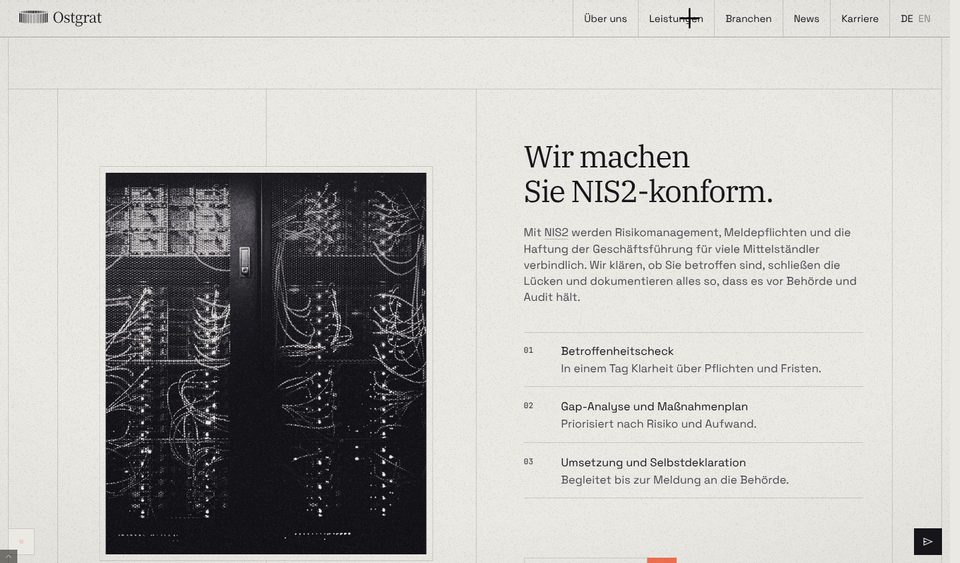 Ostgrat
Über uns
Leistungen
Branchen
News
Karriere
DE EN
Wir machen
Sie NIS2-konform.
Mit NIS2 werden Risikomanagement, Meldepflichten und die
Haftung der Geschäftsführung für viele Mittelständler
verbindlich. Wir klären, ob Sie betroffen sind, schließen die
Lücken und dokumentieren alles so, dass es vor Behörde und
Audit hält.
01 Betroffenheitscheck
In einem Tag Klarheit über Pflichten und Fristen.
02 Gap-Analyse und Maßnahmenplan
Priorisiert nach Risiko und Aufwand.
03 Umsetzung und Selbstdeklaration
Begleitet bis zur Meldung an die Behörde.